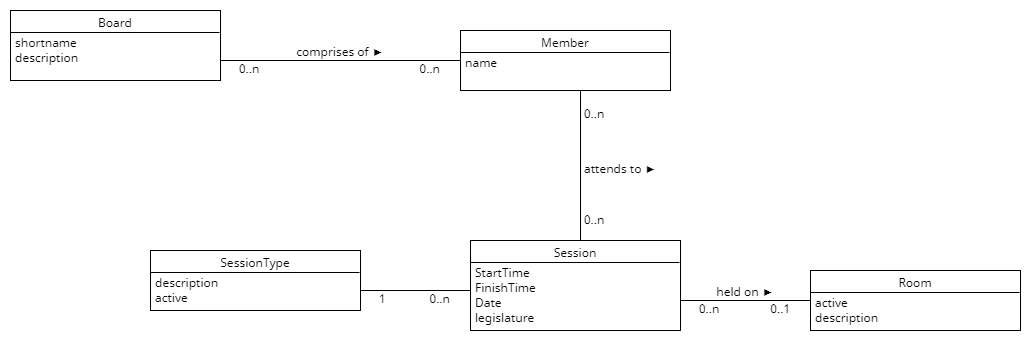 Board
shortname
description
comprises of ►
0..n
0..n
Member
name
0..n
attends to ►
0..n
SessionType
description
active
1
0..n
Session
StartTime
FinishTime
Date
legislature
held on ►
0..n
0..1
Room
active
description